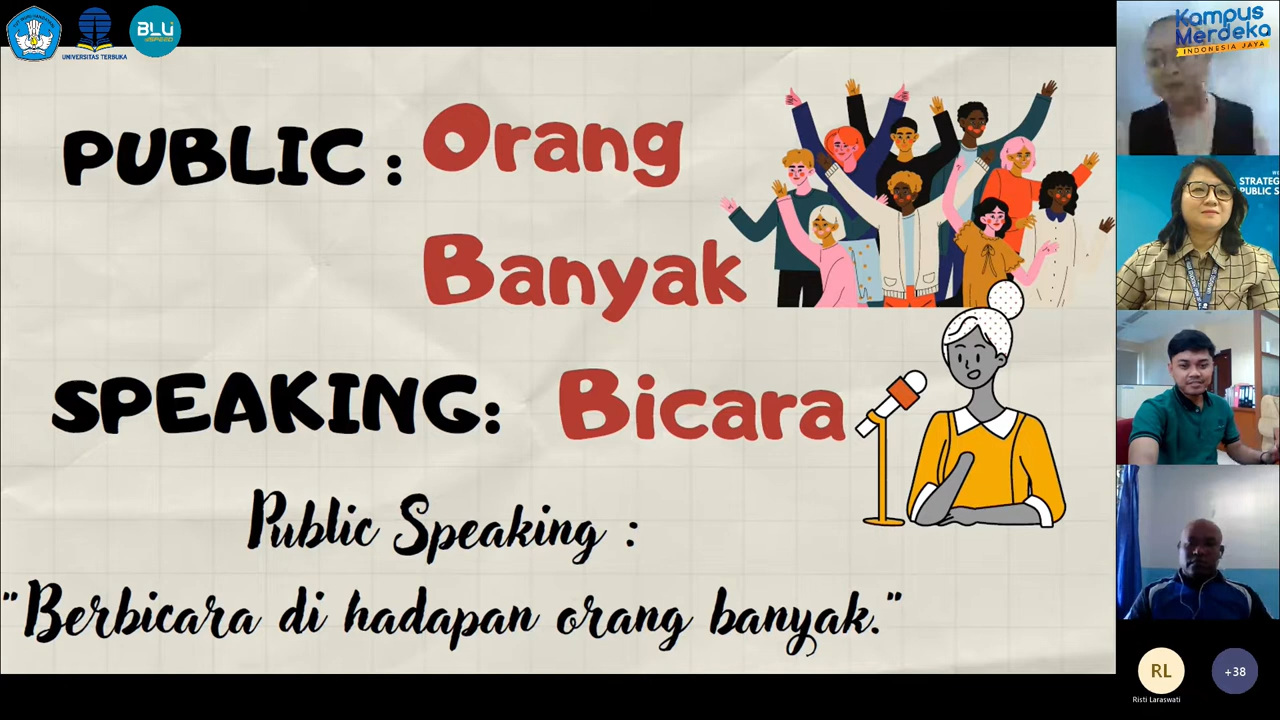 UNIVERSITAS TERBUKA
BLU
SPEED
PUBLIC : Orang
Banyak
SPEAKING: Bicara
Public Speaking :
"Berbicara di hadapan orang banyak."
Kampus
Merdeka
INDONESIA JAYA
STRATEG
PUBLIC S
RL
+38
Risti Laraswati